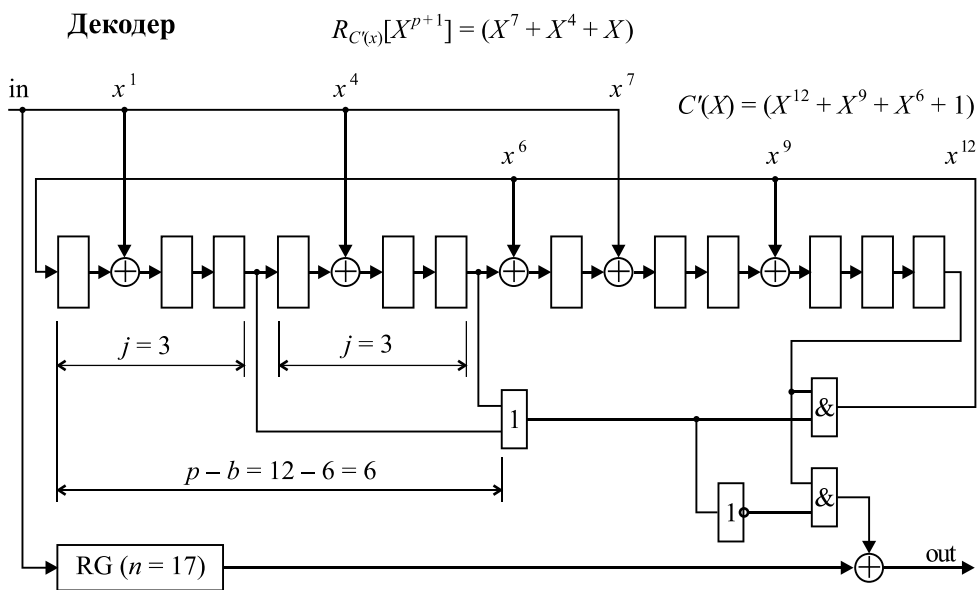 Декодер
R_{C′(x)}[X^{p+1}] = (X^7 + X^4 + X)
in
x^1
x^4
x^7
C′(X) = (X^{12} + X^9 + X^6 + 1)
x^6
x^9
x^{12}
j = 3
j = 3
&
1
p – b = 12 – 6 = 6
&
1
RG (n = 17)
out